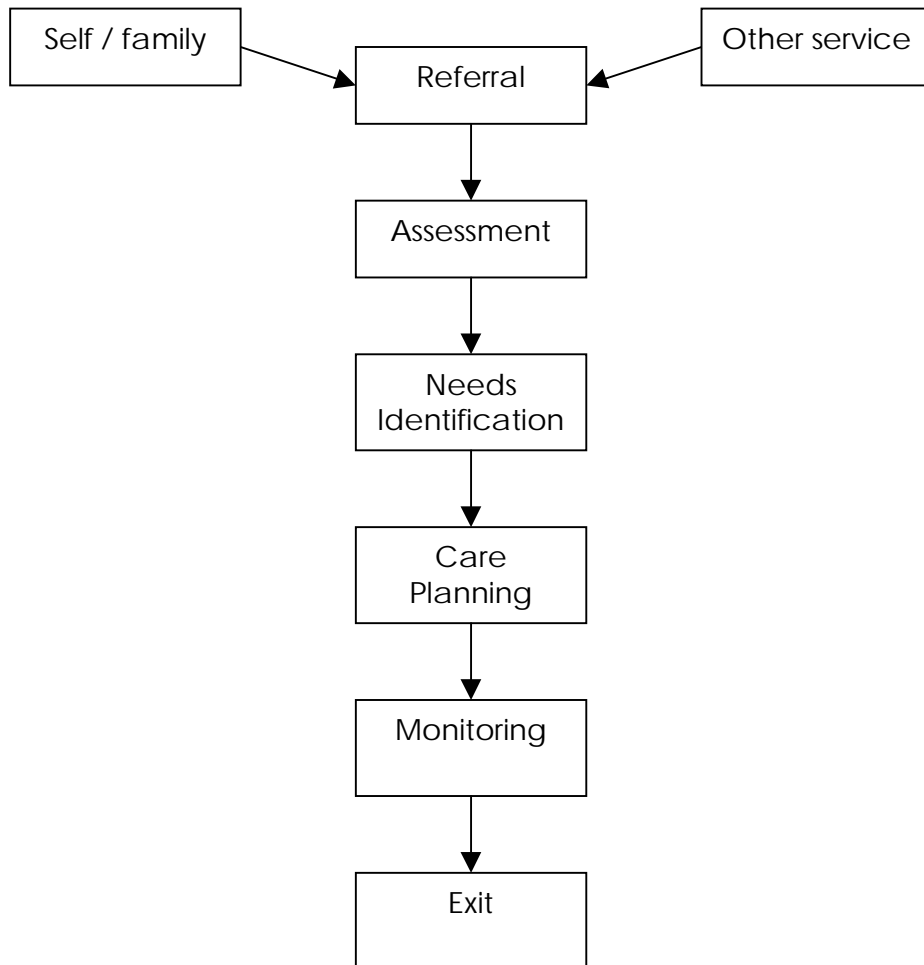 Self / family
Other service
Referral
Assessment
Needs
Identification
Care
Planning
Monitoring
Exit